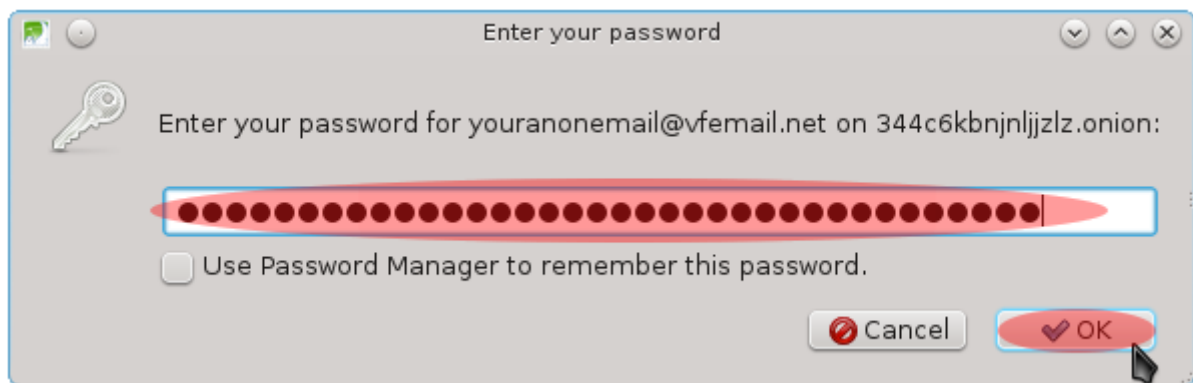 Enter your password
Enter your password for youranonemail@vfemail.net on 344c6kbnjnljjzlz.onion:
Use Password Manager to remember this password.
Cancel
OK